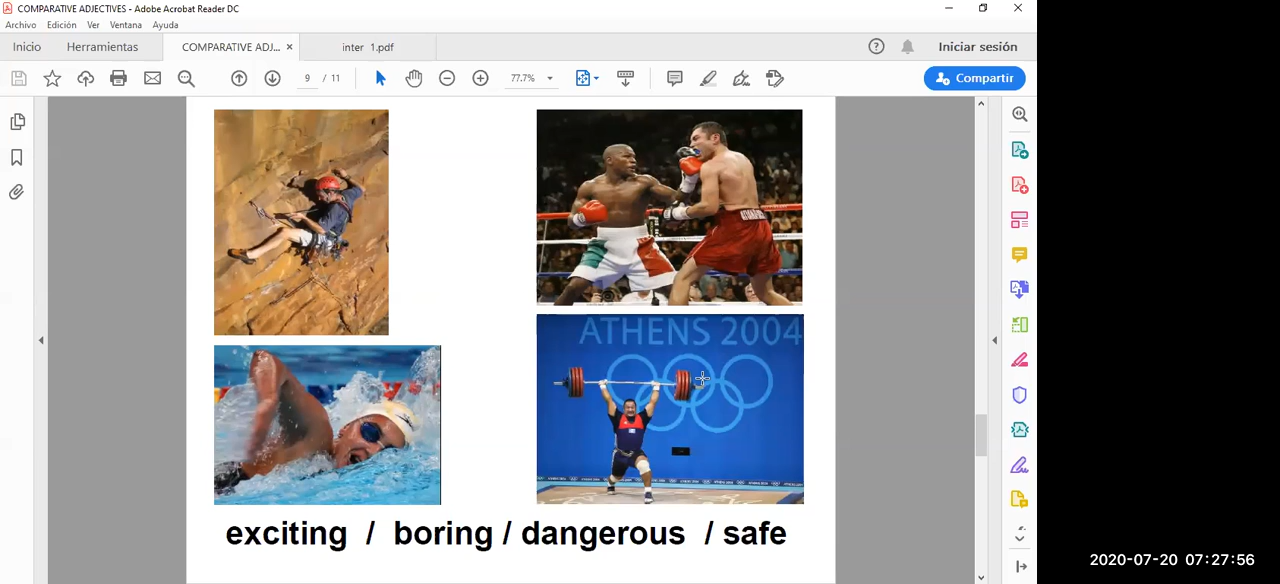 COMPARATIVE ADJECTIVES - Adobe Acrobat Reader DC
Archivo Edición Ver Ventana Ayuda
Inicio Herramientas COMPARATIVE ADJ... × inter 1.pdf Iniciar sesión
9 / 11 77.7% Compartir
ATHENS 2004
exciting / boring / dangerous / safe
2020-07-20 07:27:56